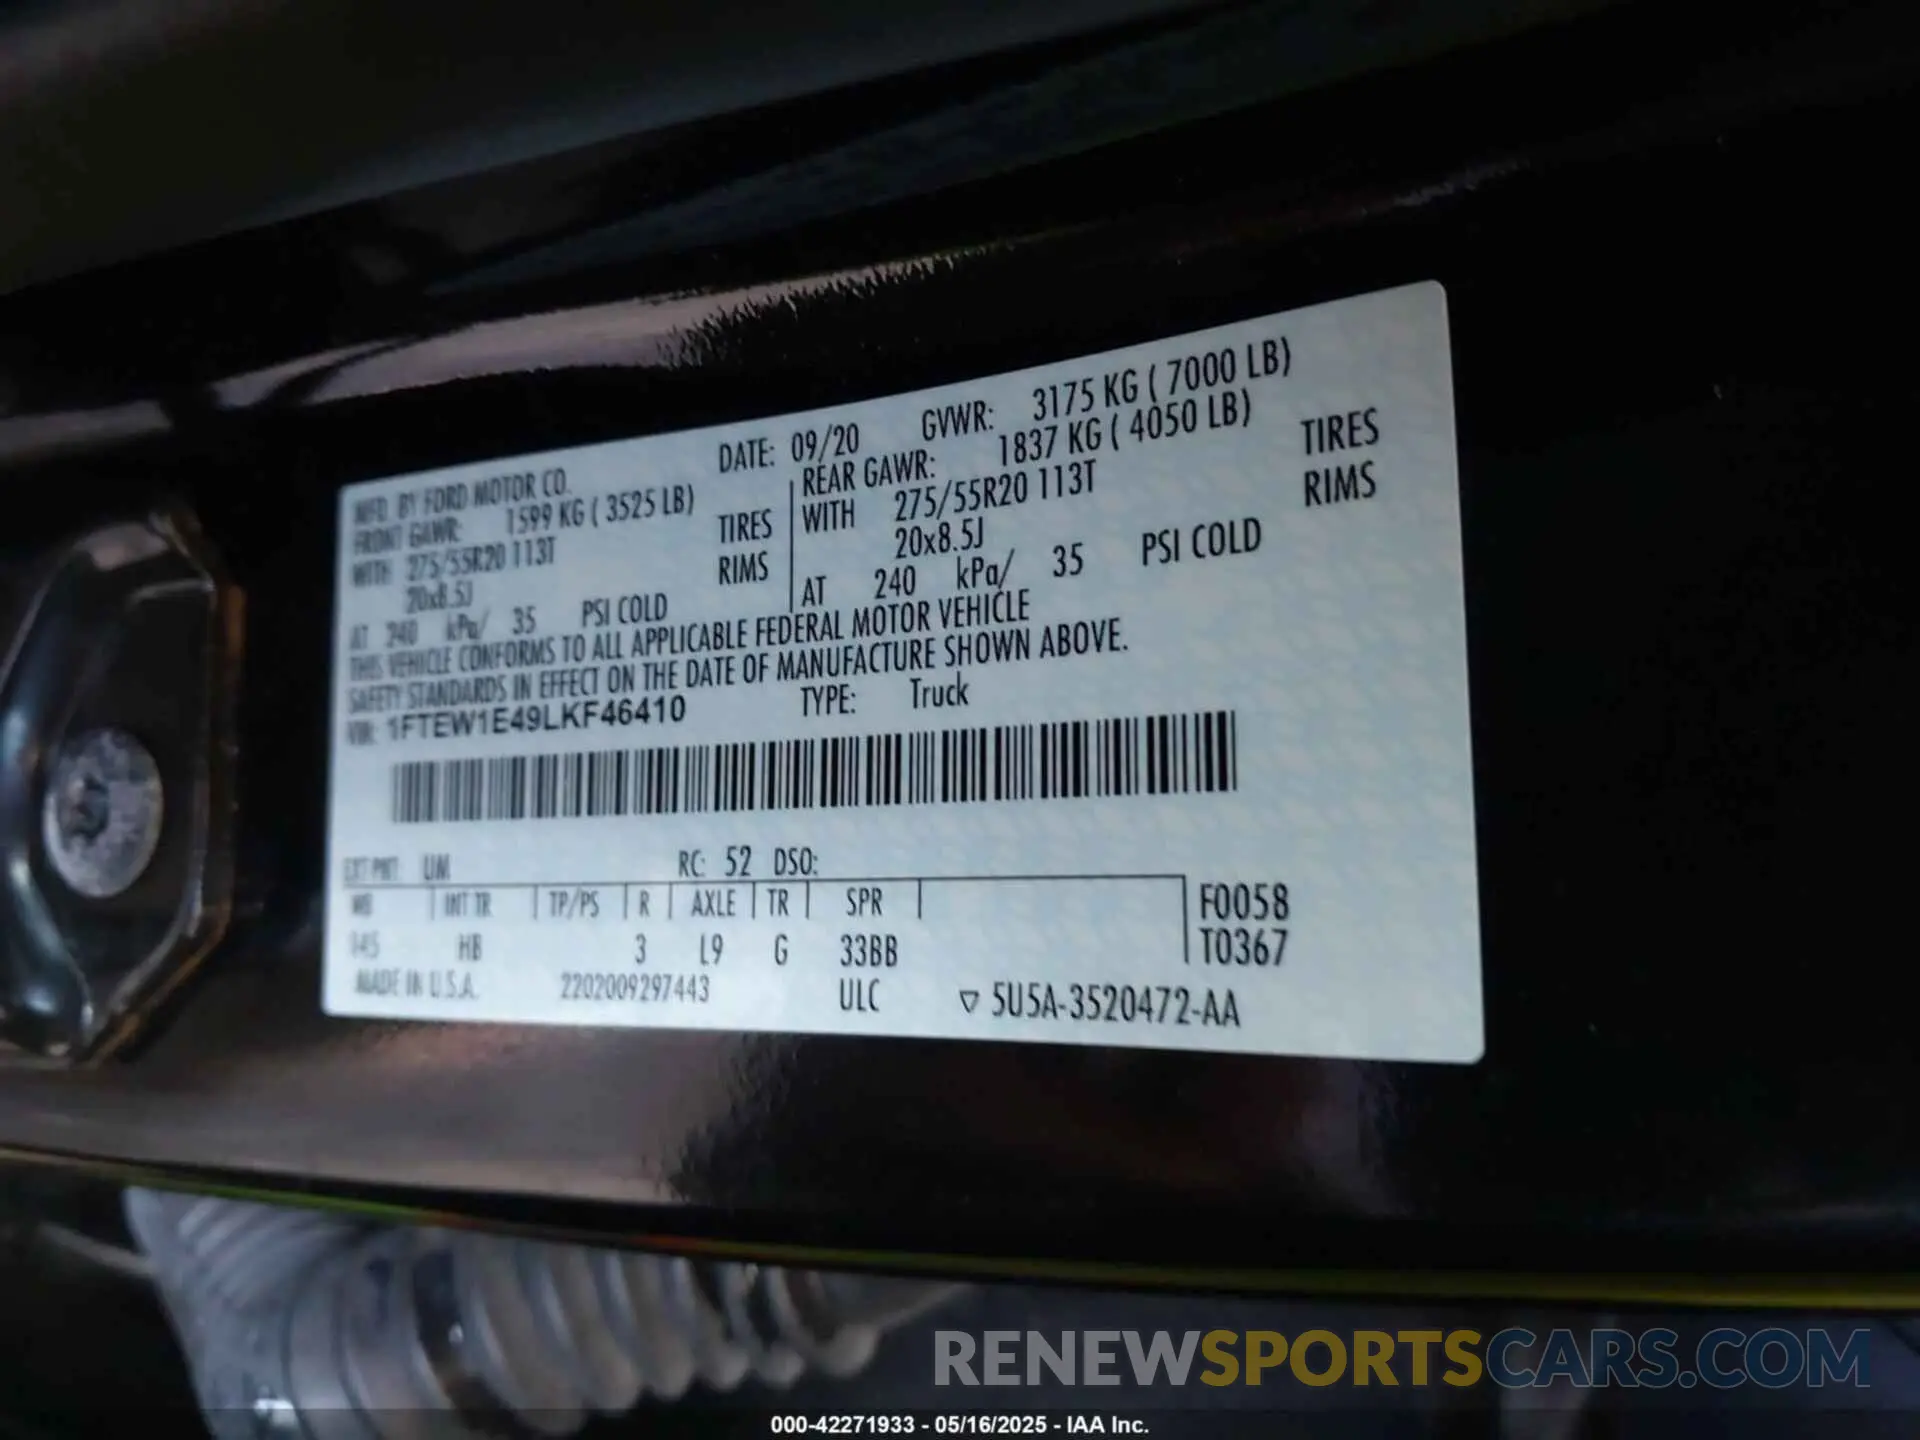 MFD. BY FORD MOTOR CO.
DATE: 09/20 GVWR: 3175 KG ( 7000 LB)
FRONT GAWR: 1599 KG ( 3525 LB) REAR GAWR: 1837 KG ( 4050 LB)
WITH 275/55R20 113T TIRES WITH 275/55R20 113T TIRES
20x8.5J RIMS 20x8.5J RIMS
AT 240 kPa/ 35 PSI COLD AT 240 kPa/ 35 PSI COLD
THIS VEHICLE CONFORMS TO ALL APPLICABLE FEDERAL MOTOR VEHICLE
SAFETY STANDARDS IN EFFECT ON THE DATE OF MANUFACTURE SHOWN ABOVE.
VIN: 1FTEW1E49LKF46410 TYPE: Truck
EXT PNT: UM RC: 52 DSO:
WB INT TR TP/PS R AXLE TR SPR F0058
145 HB 3 L9 G 33BB T0367
MADE IN U.S.A. 2202009297443 ULC ▽ 5U5A-3520472-AA
RENEWSPORTSCARS.COM
000-42271933 - 05/16/2025 - IAA Inc.